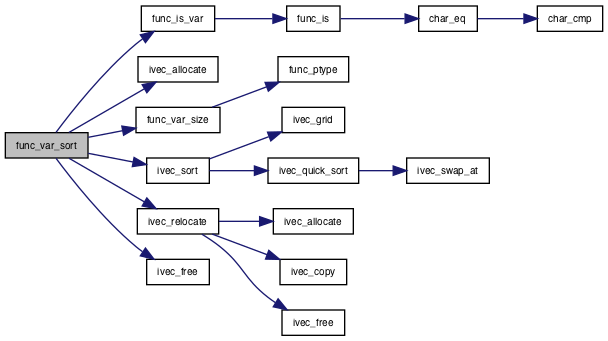 func_is_var
func_is
char_eq
char_cmp
ivec_allocate
func_ptype
func_var_size
ivec_grid
func_var_sort
ivec_sort
ivec_quick_sort
ivec_swap_at
ivec_relocate
ivec_allocate
ivec_free
ivec_copy
ivec_free